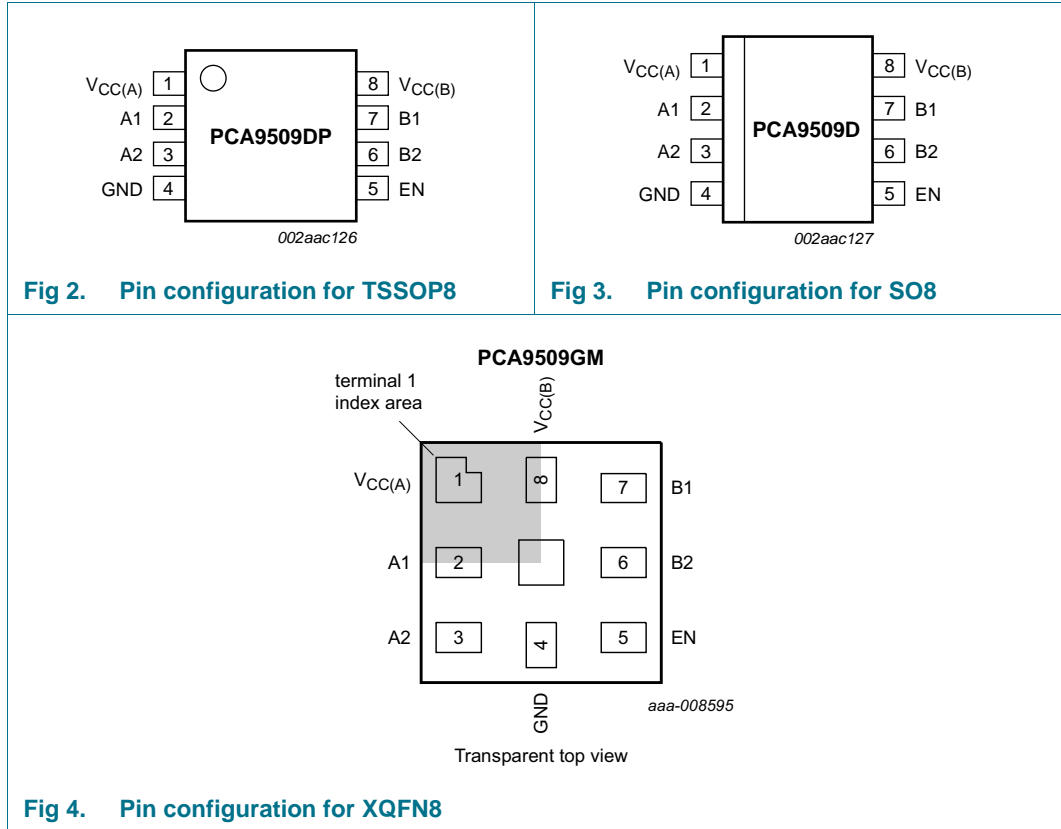 VCC(A) 1 8 VCC(B)
A1 2 7 B1
PCA9509DP
A2 3 6 B2
GND 4 5 EN
002aac126
Fig 2. Pin configuration for TSSOP8
VCC(A) 1 8 VCC(B)
A1 2 7 B1
PCA9509D
A2 3 6 B2
GND 4 5 EN
002aac127
Fig 3. Pin configuration for SO8
PCA9509GM
terminal 1
index area
VCC(B)
VCC(A) 1 8 7 B1
A1 2 6 B2
A2 3 4 5 EN
GND
aaa-008595
Transparent top view
Fig 4. Pin configuration for XQFN8